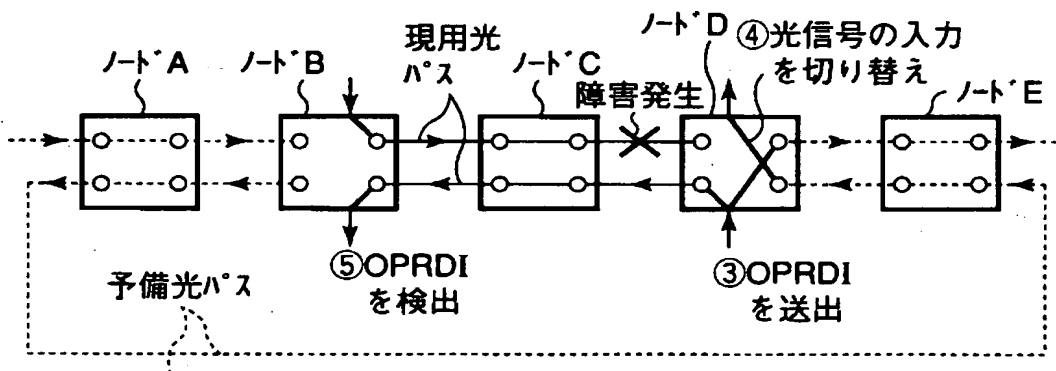 ノードA
ノードB
現用光
パス
ノードC
障害発生
ノードD
④光信号の入力
を切り替え
ノードE
⑤OPRDI
を検出
③OPRDI
を送出
予備光パス